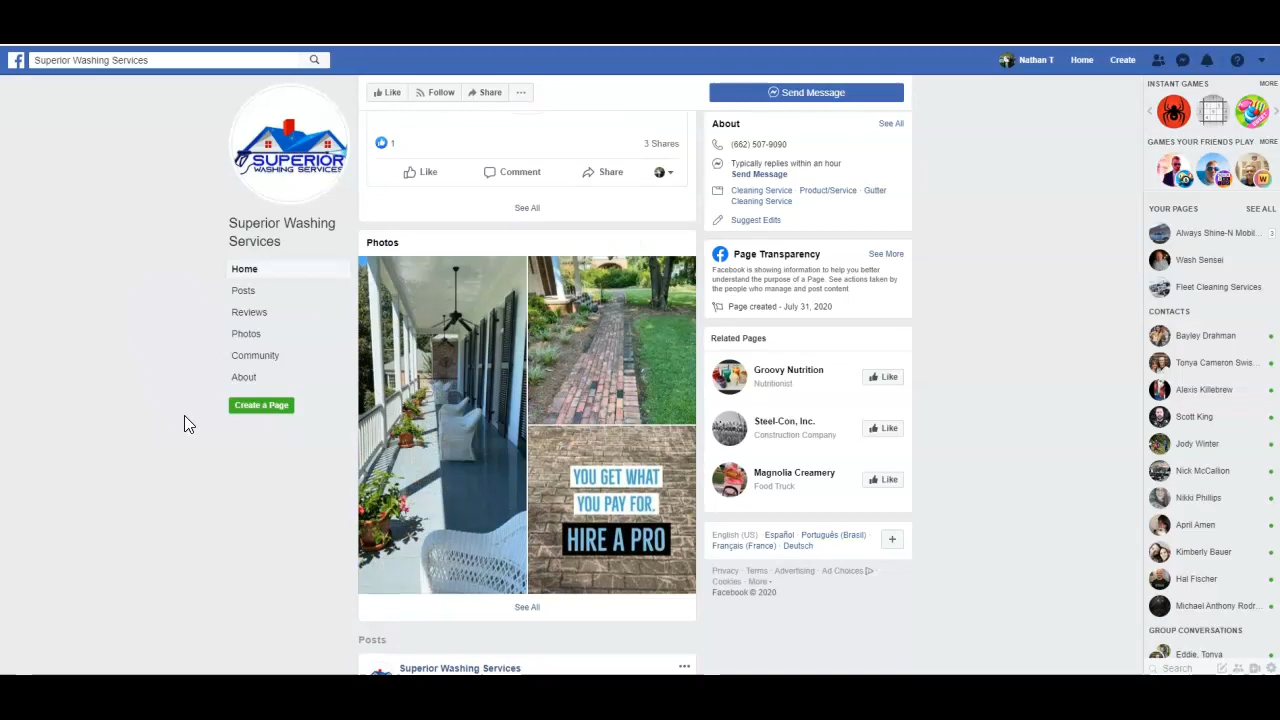 Superior Washing Services
Nathan T
Home
Create
SUPERIOR
WASHING SERVICES
Superior Washing
Services
Home
Posts
Reviews
Photos
Community
About
Create a Page
Like
Follow
Share
...
1
3 Shares
Like
Comment
Share
See All
Photos
YOU GET WHAT
YOU PAY FOR.
HIRE A PRO
See All
Posts
Superior Washing Services
Send Message
About
See All
(662) 507-9090
Typically replies within an hour
Send Message
Cleaning Service · Product/Service · Gutter
Cleaning Service
Suggest Edits
Page Transparency
See More
Facebook is showing information to help you better
understand the purpose of a Page. See actions taken by
the people who manage and post content
Page created - July 31, 2020
Related Pages
Groovy Nutrition
Nutritionist
Like
Steel-Con, Inc.
Construction Company
Like
Magnolia Creamery
Food Truck
Like
English (US) · Español · Português (Brasil) ·
Français (France) · Deutsch
Privacy · Terms · Advertising · Ad Choices ·
Cookies · More
Facebook © 2020
INSTANT GAMES
MORE
GAMES YOUR FRIENDS PLAY
MORE
YOUR PAGES
SEE ALL
Always Shine-N Mobil...
3
Wash Sensei
Fleet Cleaning Services
CONTACTS
Bayley Drahman
Tonya Cameron Swis...
Alexis Killebrew
Scott King
Jody Winter
Nick McCallion
Nikki Phillips
April Amen
Kimberly Bauer
Hal Fischer
Michael Anthony Rodr...
GROUP CONVERSATIONS
Eddie, Tonya
Search